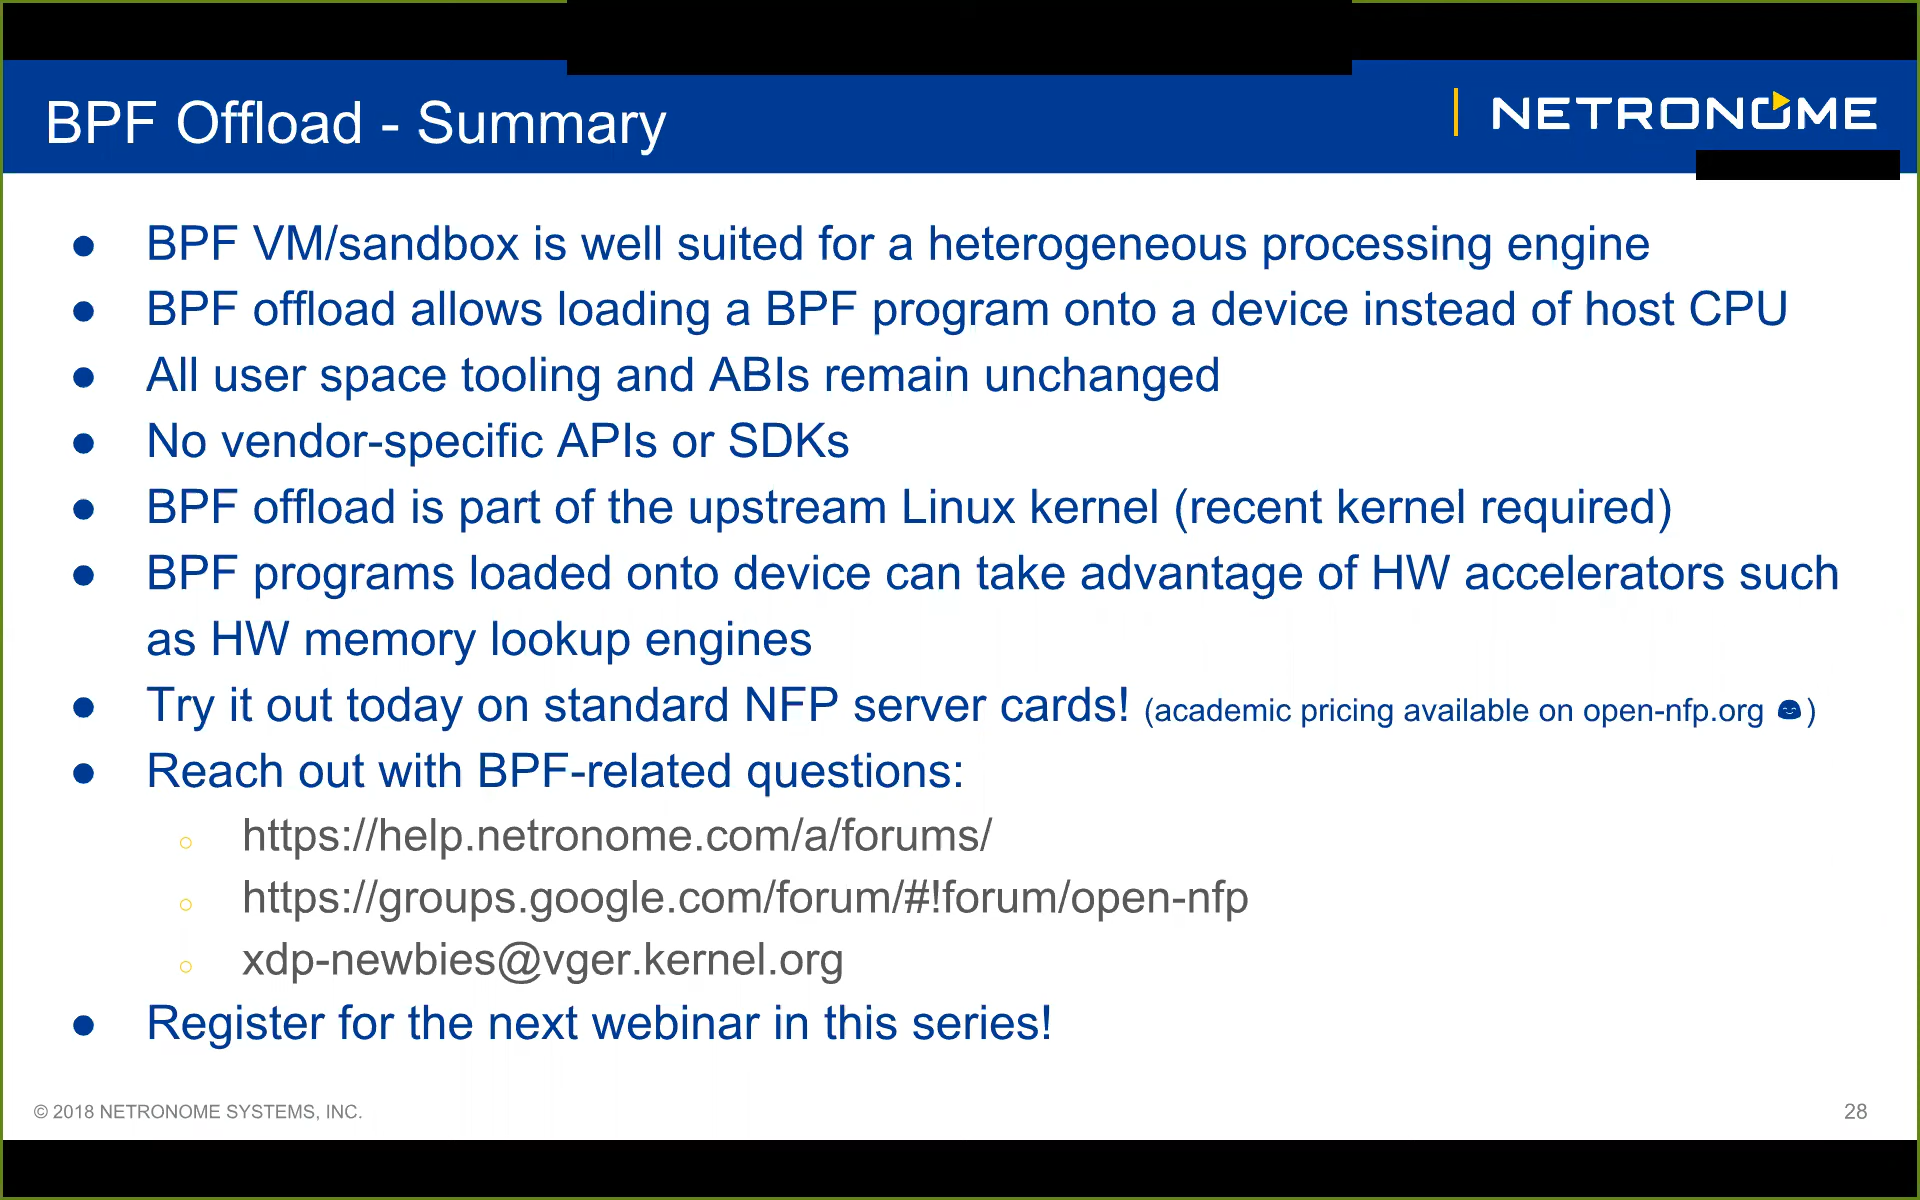 BPF Offload - Summary
NETRONOME
● BPF VM/sandbox is well suited for a heterogeneous processing engine
● BPF offload allows loading a BPF program onto a device instead of host CPU
● All user space tooling and ABIs remain unchanged
● No vendor-specific APIs or SDKs
● BPF offload is part of the upstream Linux kernel (recent kernel required)
● BPF programs loaded onto device can take advantage of HW accelerators such
as HW memory lookup engines
● Try it out today on standard NFP server cards! (academic pricing available on open-nfp.org 😊)
● Reach out with BPF-related questions:
○ https://help.netronome.com/a/forums/
○ https://groups.google.com/forum/#!forum/open-nfp
○ xdp-newbies@vger.kernel.org
● Register for the next webinar in this series!
© 2018 NETRONOME SYSTEMS, INC.
28